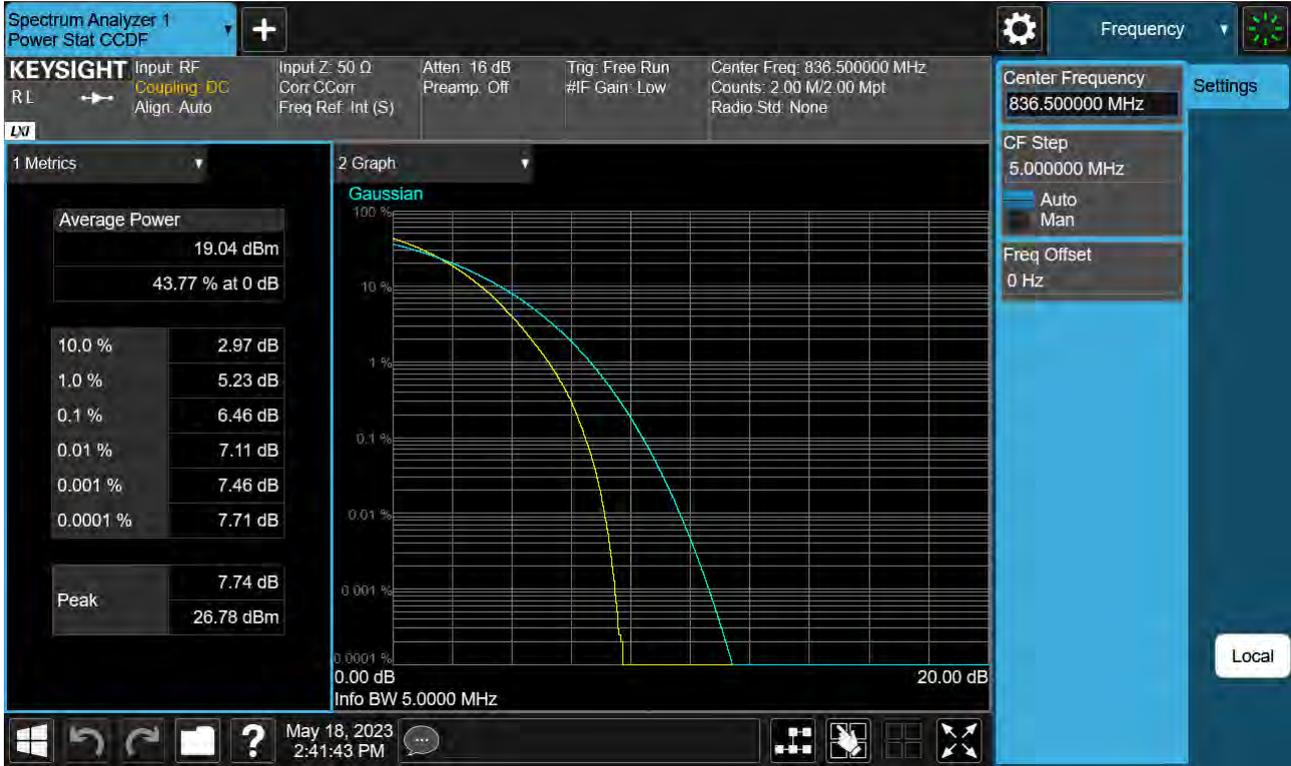 Spectrum Analyzer 1
Power Stat CCDF
+
Frequency
KEYSIGHT
R L
LXI
Input: RF
Coupling: DC
Align: Auto
Input Z: 50 Ω
Corr CCorr
Freq Ref: Int (S)
Atten: 16 dB
Preamp: Off
Trig: Free Run
#IF Gain: Low
Center Freq: 836.500000 MHz
Counts: 2.00 M/2.00 Mpt
Radio Std: None
Center Frequency
836.500000 MHz
Settings
CF Step
5.000000 MHz
Auto
Man
Freq Offset
0 Hz
Local
1 Metrics
Average Power
19.04 dBm
43.77 % at 0 dB
10.0 % 2.97 dB
1.0 % 5.23 dB
0.1 % 6.46 dB
0.01 % 7.11 dB
0.001 % 7.46 dB
0.0001 % 7.71 dB
Peak
7.74 dB
26.78 dBm
2 Graph
Gaussian
100 %
10 %
1 %
0.1 %
0.01 %
0.001 %
0.0001 %
0.00 dB 20.00 dB
Info BW 5.0000 MHz
?
May 18, 2023
2:41:43 PM